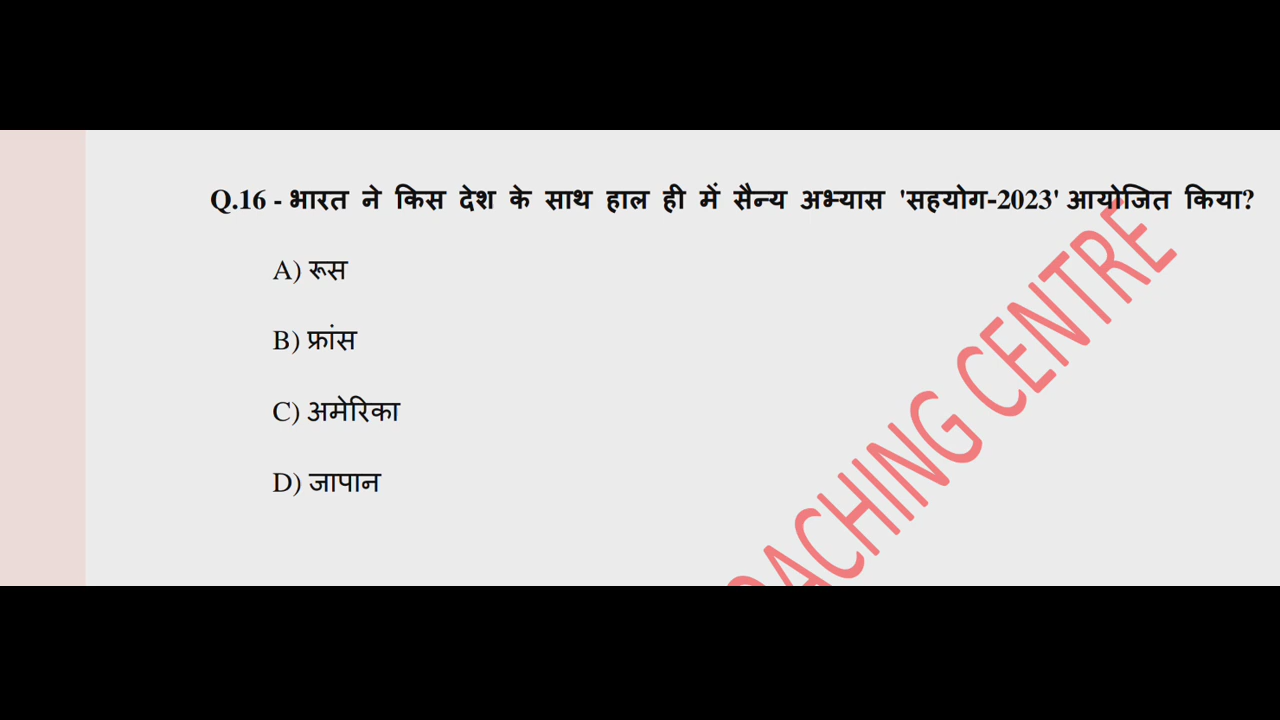 Q.16 - भारत ने किस देश के साथ हाल ही में सैन्य अभ्यास 'सहयोग-2023' आयोजित किया?
A) रूस
B) फ्रांस
C) अमेरिका
D) जापान
OACHING CENTRE